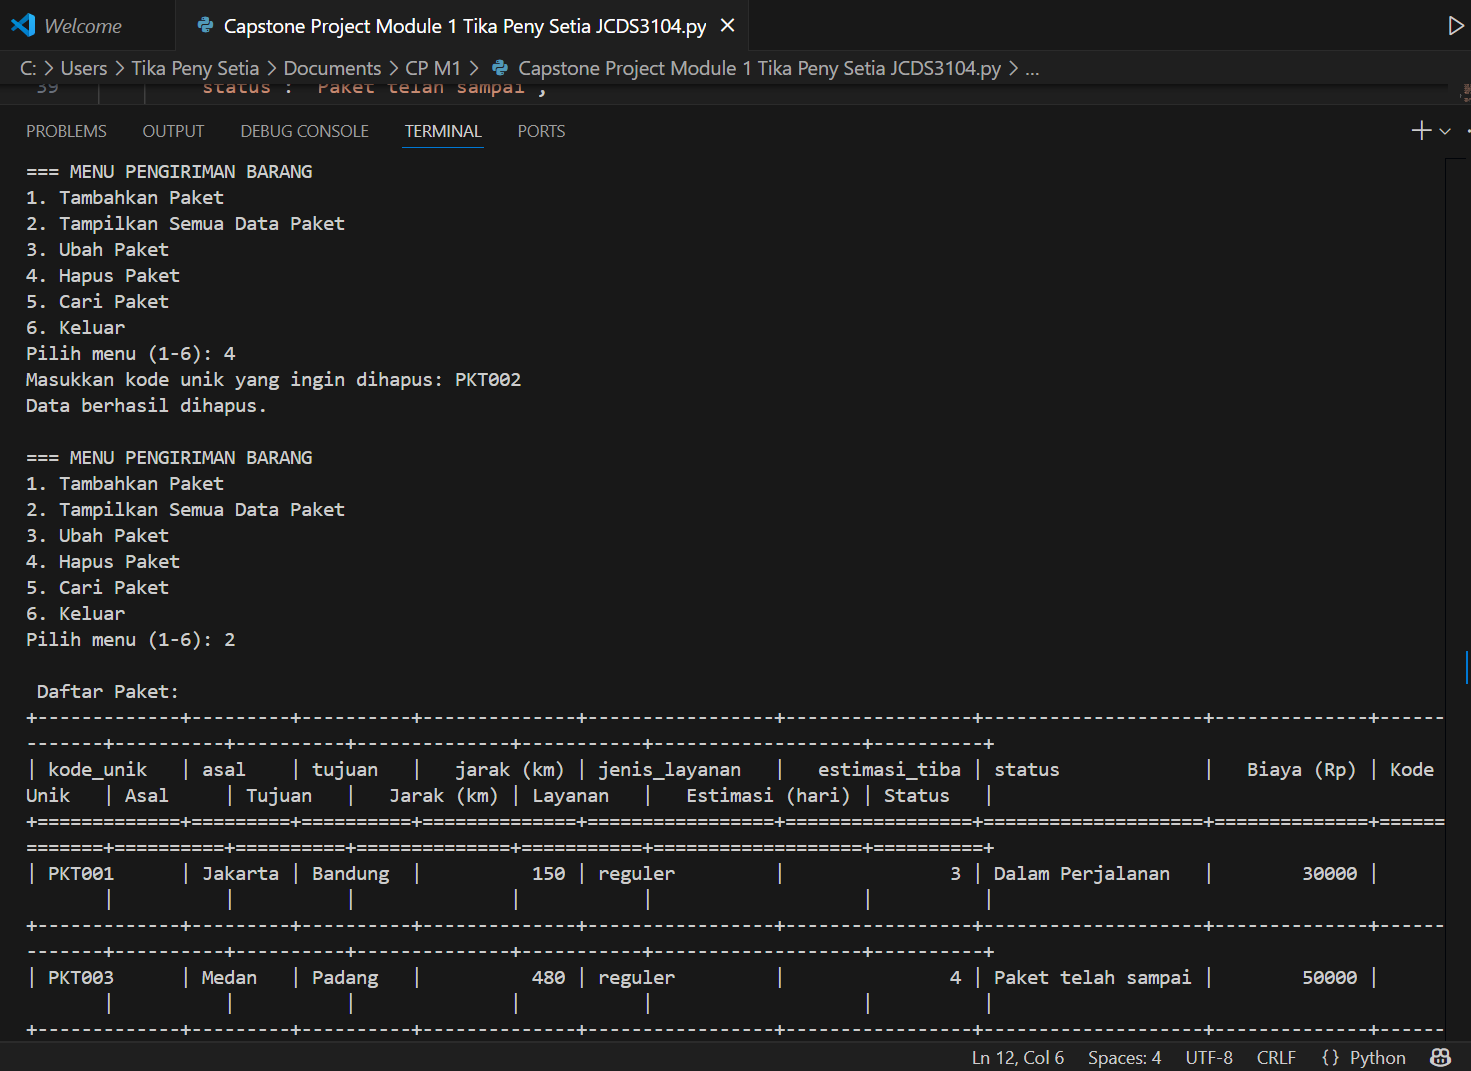 Welcome
Capstone Project Module 1 Tika Peny Setia JCDS3104.py
C: > Users > Tika Peny Setia > Documents > CP M1 > Capstone Project Module 1 Tika Peny Setia JCDS3104.py > ...
39 'status': 'Paket telah sampai',
PROBLEMS OUTPUT DEBUG CONSOLE TERMINAL PORTS
=== MENU PENGIRIMAN BARANG
1. Tambahkan Paket
2. Tampilkan Semua Data Paket
3. Ubah Paket
4. Hapus Paket
5. Cari Paket
6. Keluar
Pilih menu (1-6): 4
Masukkan kode unik yang ingin dihapus: PKT002
Data berhasil dihapus.
=== MENU PENGIRIMAN BARANG
1. Tambahkan Paket
2. Tampilkan Semua Data Paket
3. Ubah Paket
4. Hapus Paket
5. Cari Paket
6. Keluar
Pilih menu (1-6): 2
Daftar Paket:
| kode_unik | asal | tujuan | jarak (km) | jenis_layanan | estimasi_tiba | status | Biaya (Rp) | Kode
Unik | Asal | Tujuan | Jarak (km) | Layanan | Estimasi (hari) | Status |
| PKT001 | Jakarta | Bandung | 150 | reguler | 3 | Dalam Perjalanan | 30000 |
| PKT003 | Medan | Padang | 480 | reguler | 4 | Paket telah sampai | 50000 |
Ln 12, Col 6 Spaces: 4 UTF-8 CRLF {} Python